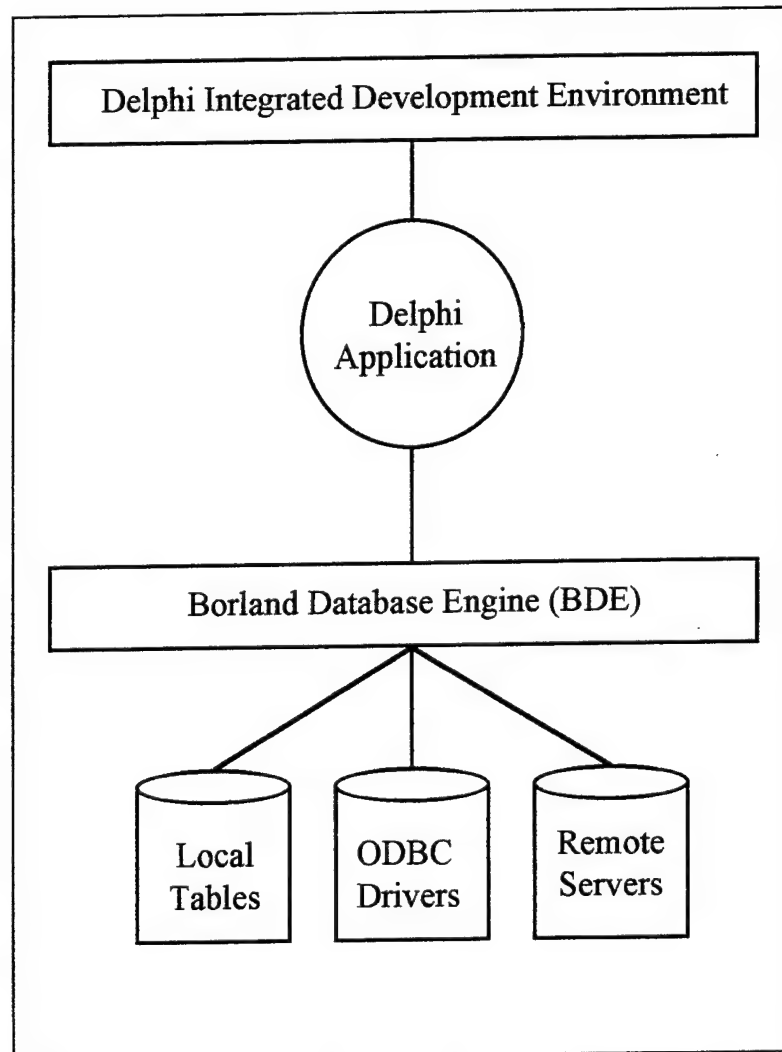 Delphi Integrated Development Environment
Delphi
Application
Borland Database Engine (BDE)
Local
Tables
ODBC
Drivers
Remote
Servers